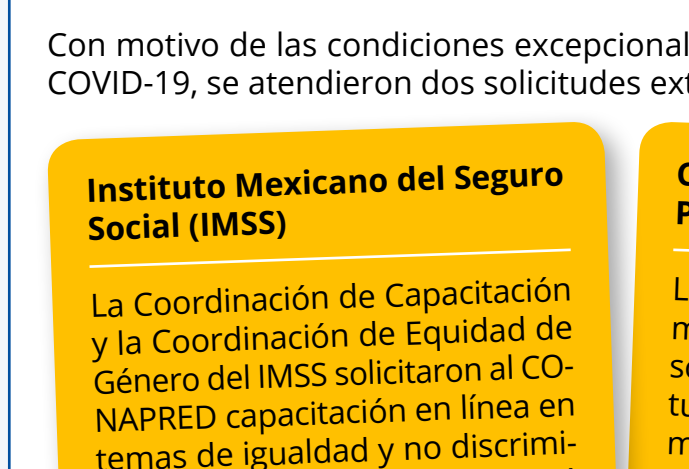 Con motivo de las condiciones excepcional
COVID-19, se atendieron dos solicitudes ext
Instituto Mexicano del Seguro
Social (IMSS)
La Coordinación de Capacitación
y la Coordinación de Equidad de
Género del IMSS solicitaron al CO-
NAPRED capacitación en línea en
temas de igualdad y no discrimi-